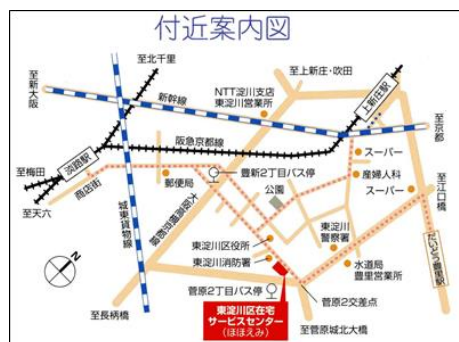 付近案内図
至北千里
至上新庄・吹田
至新大阪
新幹線
NTT淀川支店
東淀川営業所
上新庄駅
至京都
阪急京都線
スーパー
至梅田
淡路駅
商店街
郵便局
豊新2丁目バス停
産婦人科
スーパー
至江口橋
公園
至天六
城東貨物線
東淀川区役所
東淀川
警察署
だいどう豊里駅
東淀川消防署
水道局
豊里営業所
N
菅原2丁目バス停
菅原2交差点
至長柄橋
東淀川区在宅
サービスセンター
(ほほえみ)
至菅原城北大橋